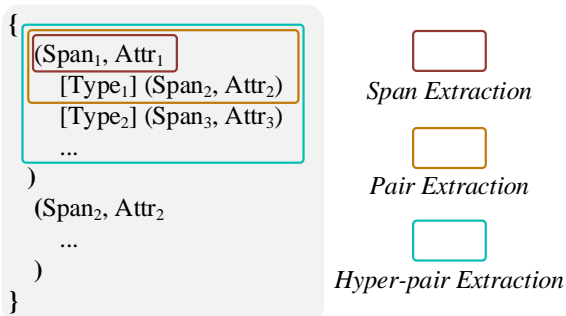 {
(Span₁, Attr₁
[Type₁] (Span₂, Attr₂)
[Type₂] (Span₃, Attr₃)
...
)
(Span₂, Attr₂
...
)
}
Span Extraction
Pair Extraction
Hyper-pair Extraction